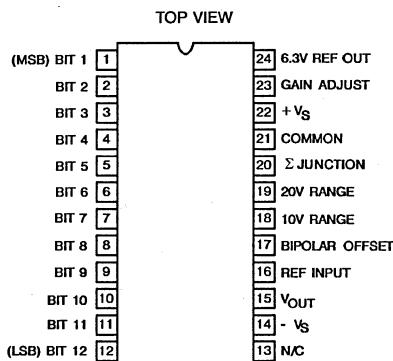 TOP VIEW
(MSB) BIT 1 1 24 6.3V REF OUT
BIT 2 2 23 GAIN ADJUST
BIT 3 3 22 +VS
BIT 4 4 21 COMMON
BIT 5 5 20 Σ JUNCTION
BIT 6 6 19 20V RANGE
BIT 7 7 18 10V RANGE
BIT 8 8 17 BIPOLAR OFFSET
BIT 9 9 16 REF INPUT
BIT 10 10 15 VOUT
BIT 11 11 14 - VS
(LSB) BIT 12 12 13 N/C